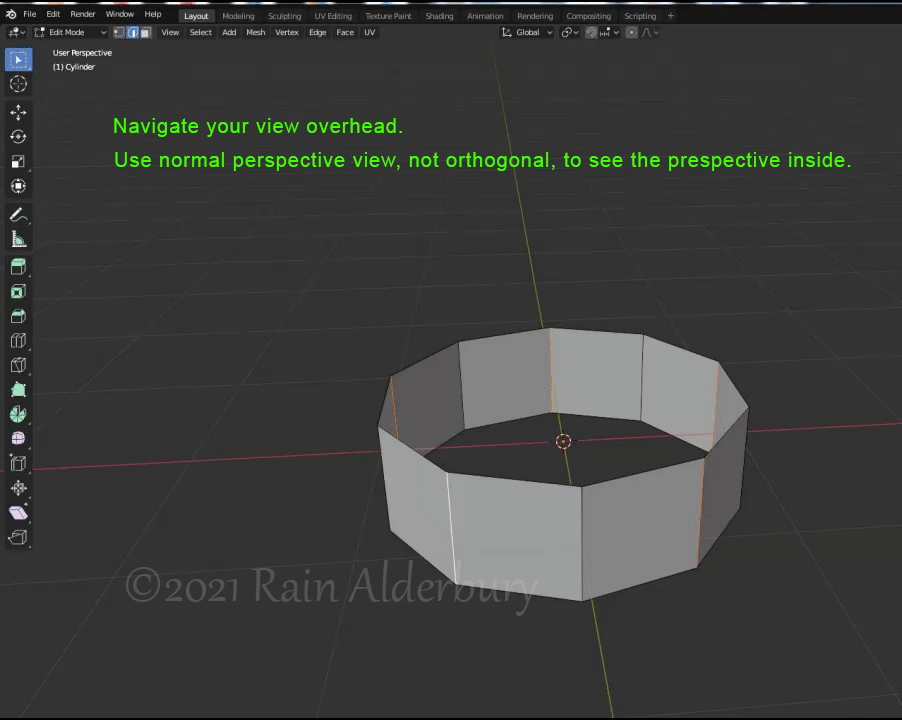 File Edit Render Window Help Layout Modeling Sculpting UV Editing Texture Paint Shading Animation Rendering Compositing Scripting +
Edit Mode View Select Add Mesh Vertex Edge Face UV Global
User Perspective
(1) Cylinder
Navigate your view overhead.
Use normal perspective view, not orthogonal, to see the prespective inside.
©2021 Rain Alderbury